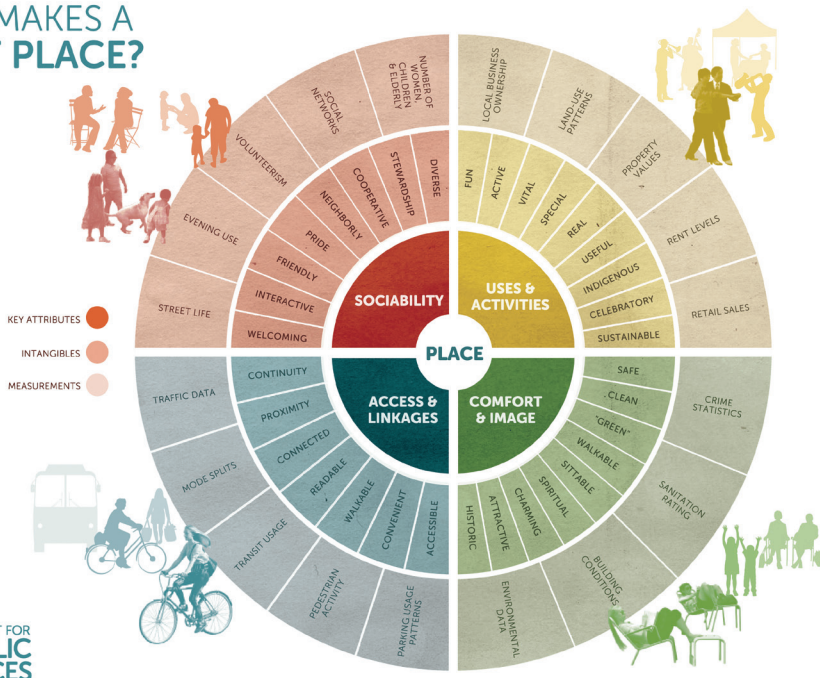 MAKES A
PLACE?
KEY ATTRIBUTES
INTANGIBLES
MEASUREMENTS
PLACE
SOCIABILITY
DIVERSE
STEWARDSHIP
COOPERATIVE
NEIGHBORLY
PRIDE
FRIENDLY
INTERACTIVE
WELCOMING
NUMBER OF
WOMEN,
CHILDREN
& ELDERLY
SOCIAL
NETWORKS
VOLUNTEERISM
EVENING USE
STREET LIFE
USES &
ACTIVITIES
FUN
ACTIVE
VITAL
SPECIAL
REAL
USEFUL
INDIGENOUS
CELEBRATORY
SUSTAINABLE
LOCAL BUSINESS
OWNERSHIP
LAND-USE
PATTERNS
PROPERTY
VALUES
RENT LEVELS
RETAIL SALES
ACCESS &
LINKAGES
CONTINUITY
PROXIMITY
CONNECTED
READABLE
WALKABLE
CONVENIENT
ACCESSIBLE
TRAFFIC DATA
MODE SPLITS
TRANSIT USAGE
PEDESTRIAN
ACTIVITY
PARKING USAGE
PATTERNS
COMFORT
& IMAGE
SAFE
CLEAN
"GREEN"
WALKABLE
SITTABLE
SPIRITUAL
CHARMING
ATTRACTIVE
HISTORIC
CRIME
STATISTICS
SANITATION
RATING
BUILDING
CONDITIONS
ENVIRONMENTAL
DATA
FOR
LIC
CES